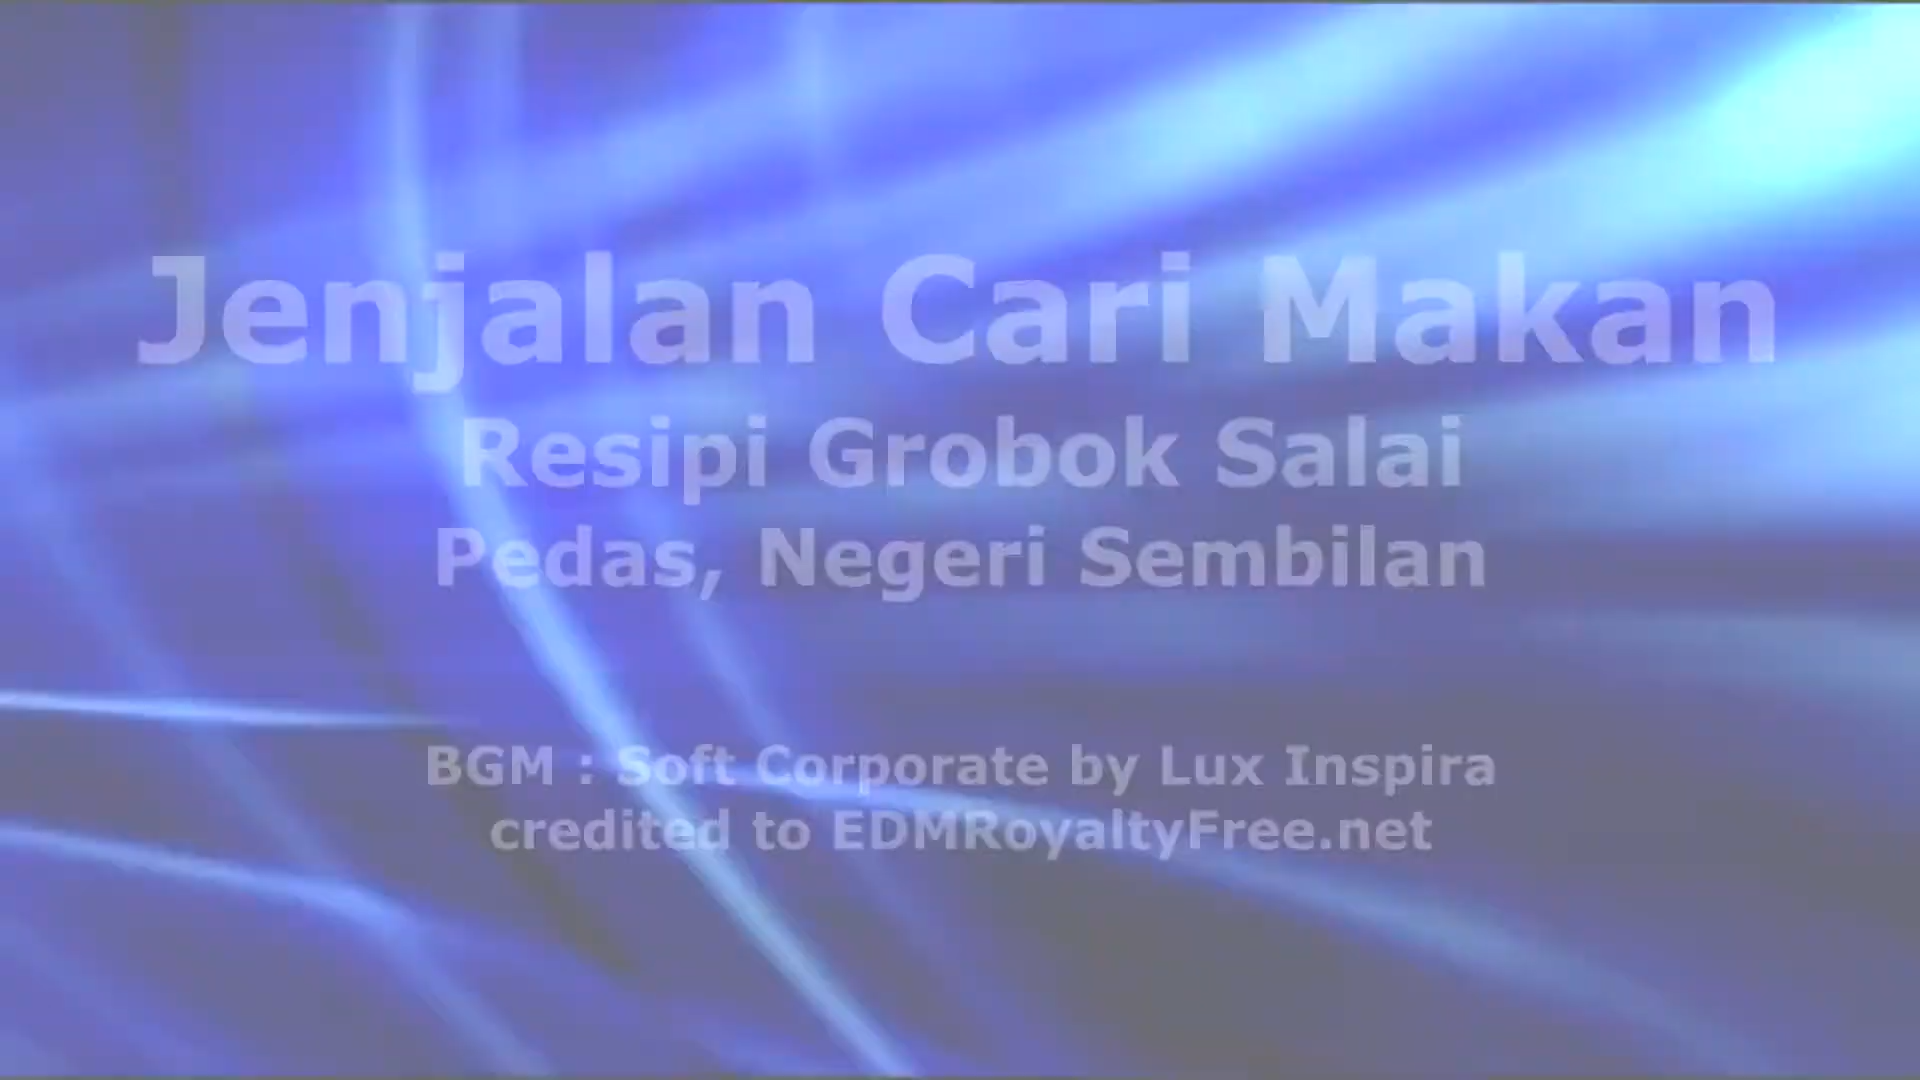 Jenjalan Cari Makan
Resipi Grobok Salai
Pedas, Negeri Sembilan
BGM : Soft Corporate by Lux Inspira
credited to EDMRoyaltyFree.net